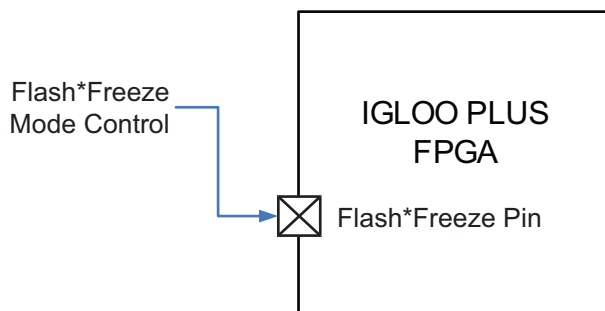 Flash*Freeze
Mode Control
IGLOO PLUS
FPGA
Flash*Freeze Pin